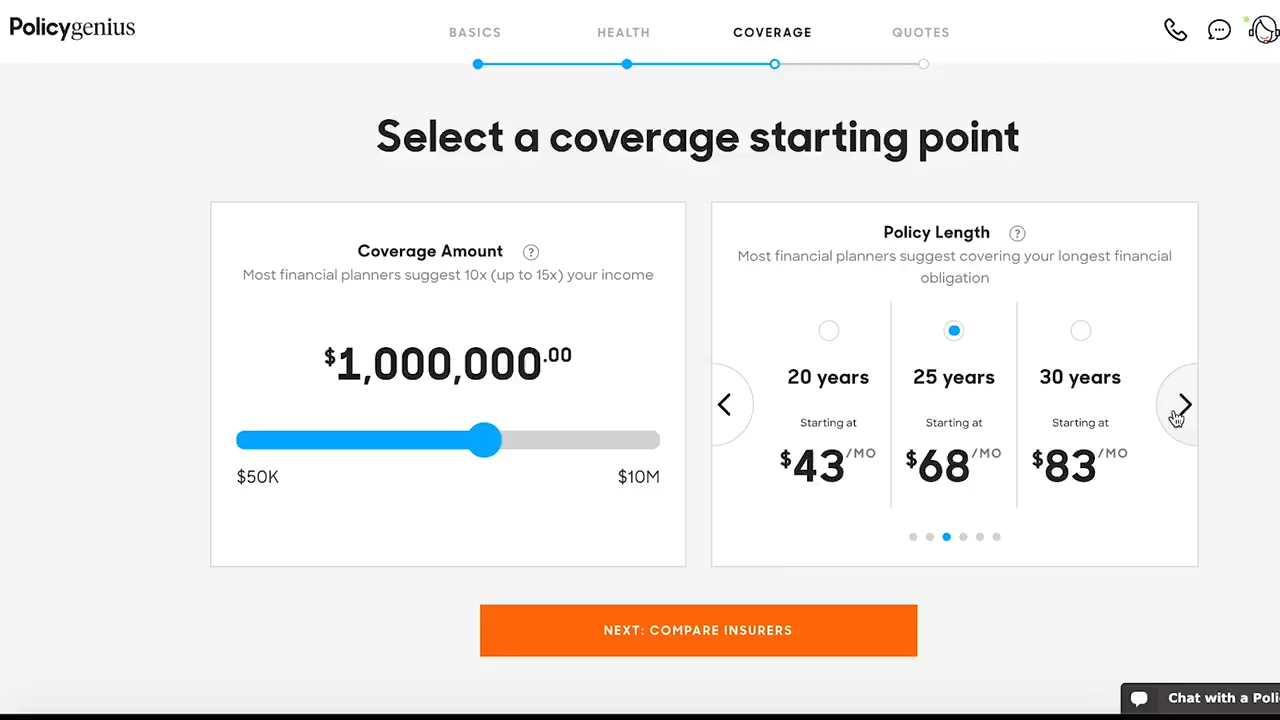 Policygenius
BASICS
HEALTH
COVERAGE
QUOTES
Select a coverage starting point
Coverage Amount ?
Most financial planners suggest 10x (up to 15x) your income
$1,000,000.00
$50K
$10M
Policy Length ?
Most financial planners suggest covering your longest financial
obligation
20 years
Starting at
$43/MO
25 years
Starting at
$68/MO
30 years
Starting at
$83/MO
NEXT: COMPARE INSURERS
Chat with a Poli